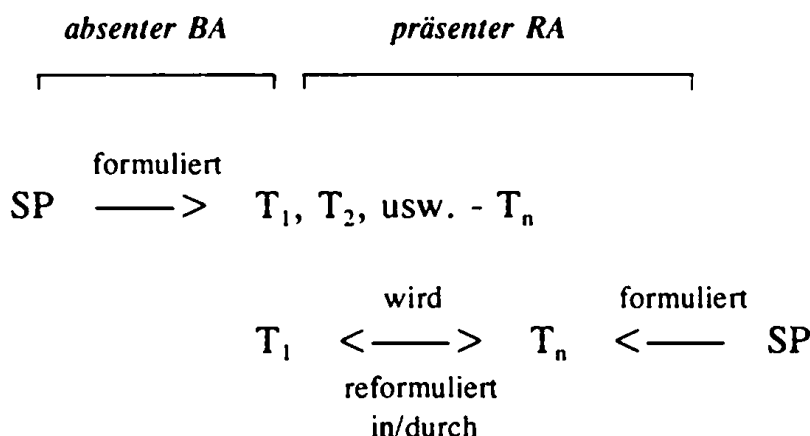 absenter BA präsenter RA
formuliert
SP ——> T₁, T₂, usw. - Tₙ
wird formuliert
T₁ <——> Tₙ <—— SP
reformuliert
in/durch